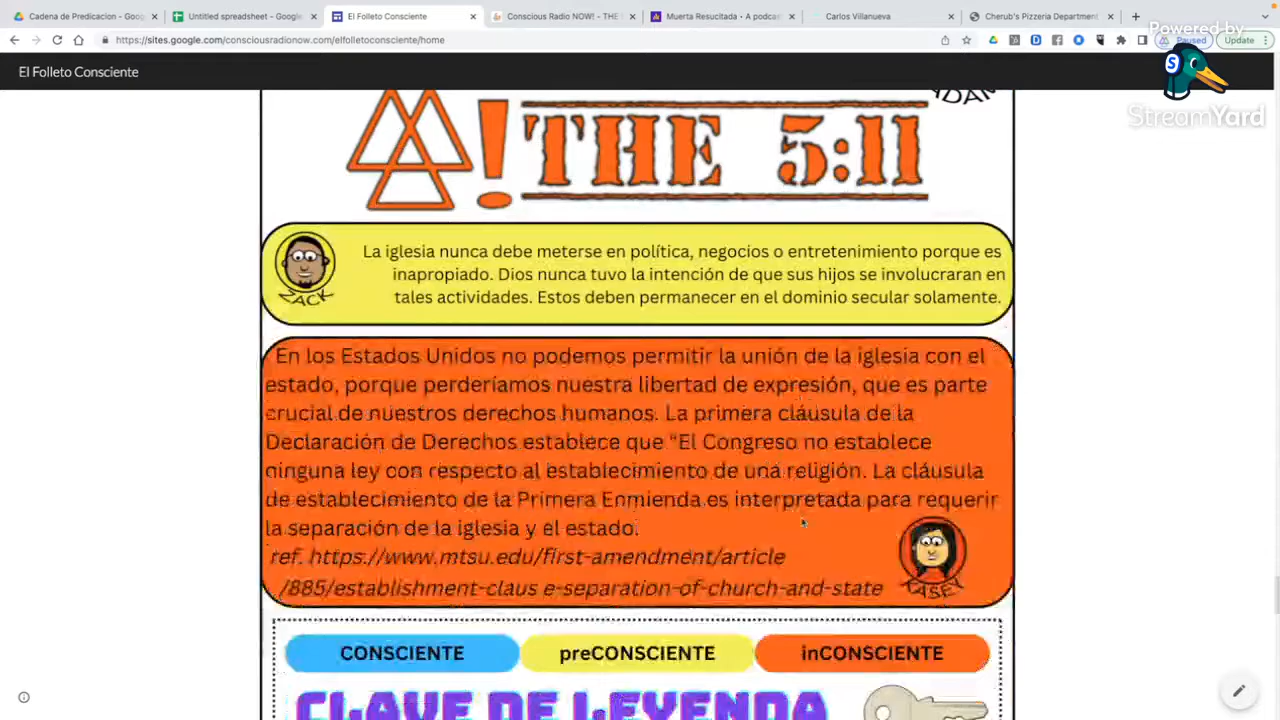 Cadena de Predicacion - Goog
Untitled spreadsheet - Google
El Folleto Consciente
Conscious Radio NOW! - THE
Muerta Resucitada • A podcas
Carlos Villanueva
Cherub's Pizzeria Department
https://sites.google.com/consciousradionow.com/elfolletoconsciente/home
Paused
Update
Powered by
StreamYard
El Folleto Consciente
ADAM
! THE 5:11
La iglesia nunca debe meterse en política, negocios o entretenimiento porque es
inapropiado. Dios nunca tuvo la intención de que sus hijos se involucraran en
tales actividades. Estos deben permanecer en el dominio secular solamente.
ZACK
En los Estados Unidos no podemos permitir la unión de la iglesia con el
estado, porque perderíamos nuestra libertad de expresión, que es parte
crucial de nuestros derechos humanos. La primera cláusula de la
Declaración de Derechos establece que "El Congreso no establece
ninguna ley con respecto al establecimiento de una religión. La cláusula
de establecimiento de la Primera Enmienda es interpretada para requerir
la separación de la iglesia y el estado.
ref. https://www.mtsu.edu/first-amendment/article
/885/establishment-claus e-separation-of-church-and-state
CASEY
CONSCIENTE
preCONSCIENTE
inCONSCIENTE
CLAVE DE LEYENDA